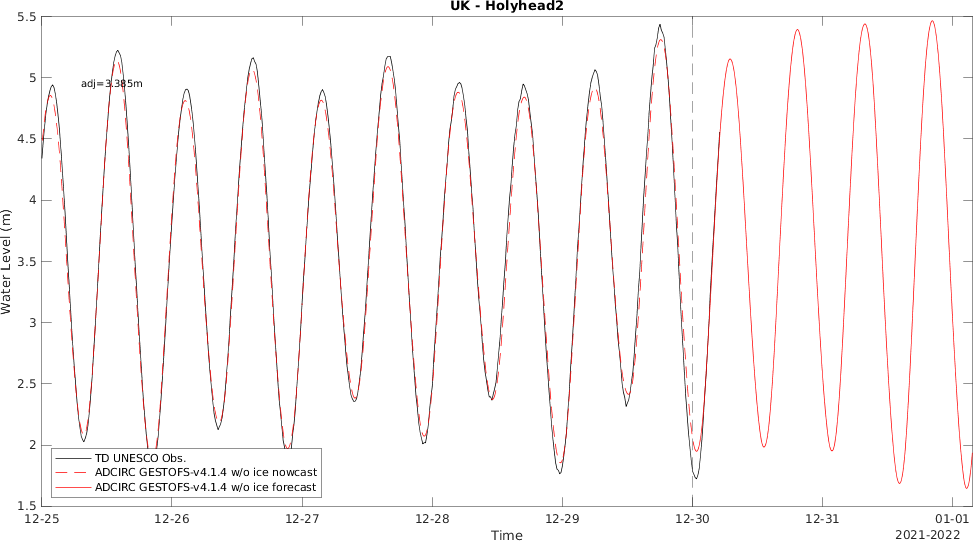 UK - Holyhead2
5.5
5
4.5
4
3.5
3
2.5
2
1.5
Water Level (m)
adj=3.385m
TD UNESCO Obs.
ADCIRC GESTOFS-v4.1.4 w/o ice nowcast
ADCIRC GESTOFS-v4.1.4 w/o ice forecast
12-25 12-26 12-27 12-28 12-29 12-30 12-31 01-01
Time
2021-2022